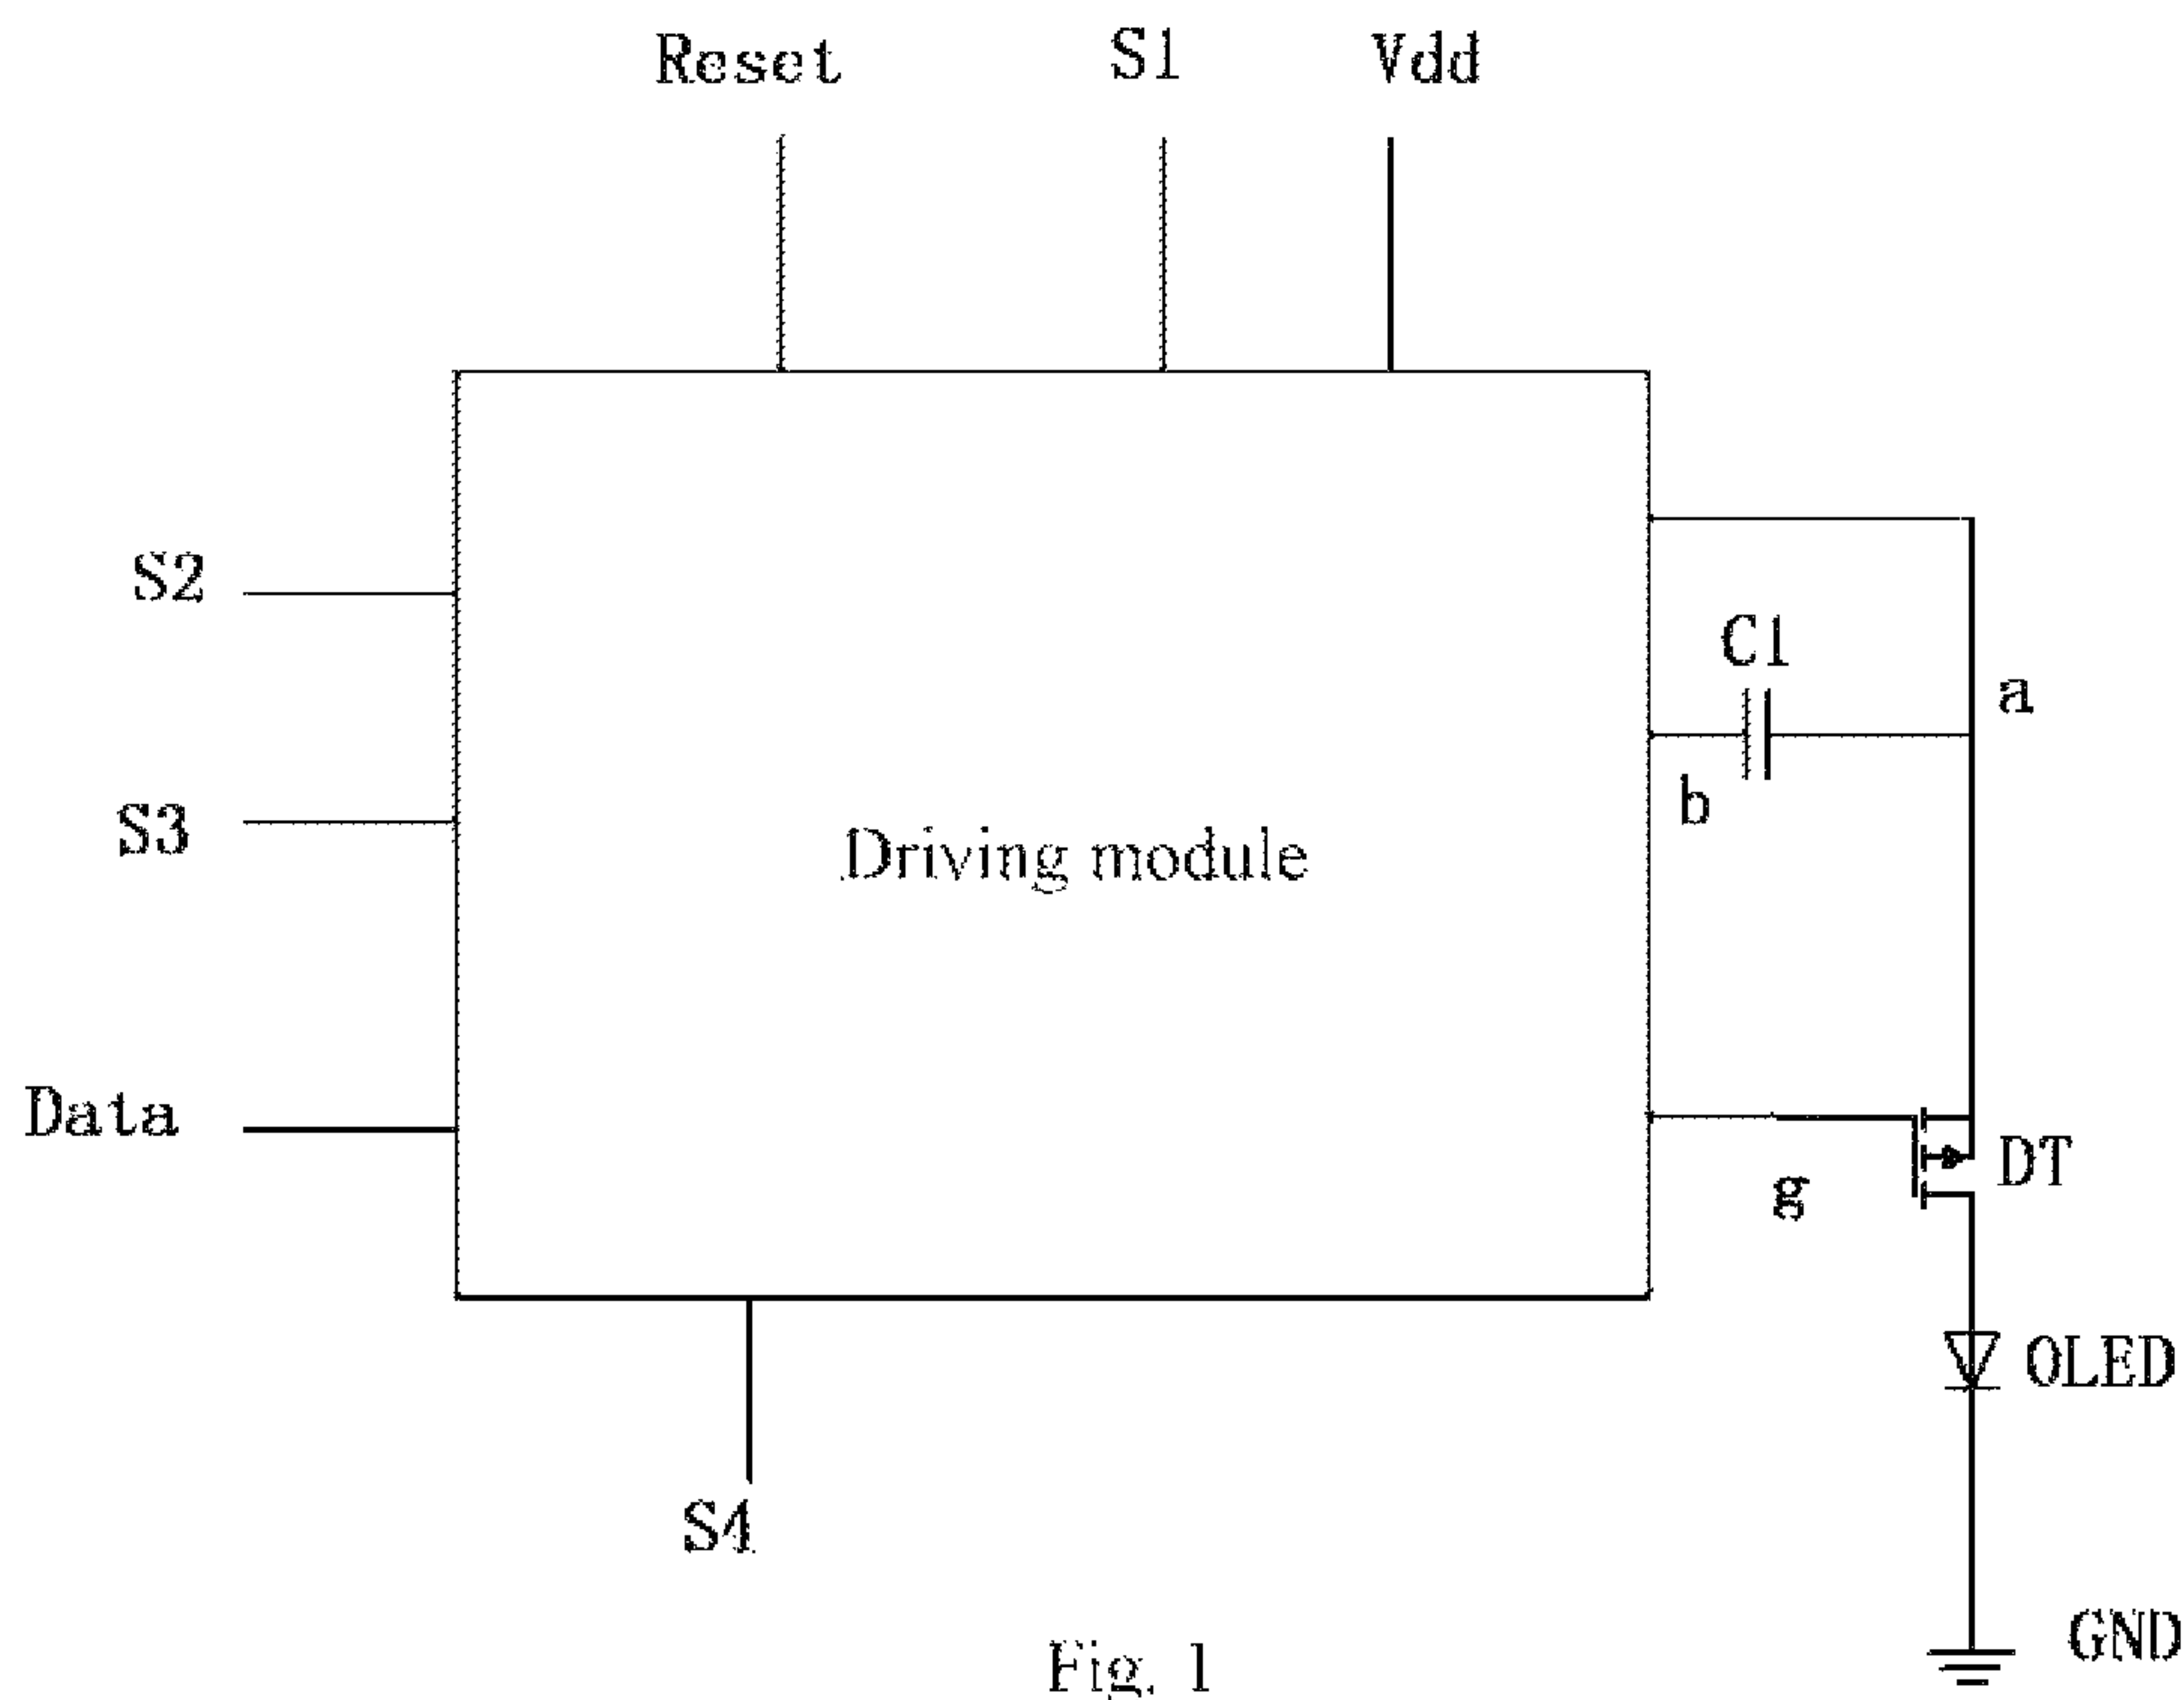 Reset S1 Vdd
S2
C1
a
b
S3
Driving module
Data
DT
g
OLED
S4
GND
Fig. 1